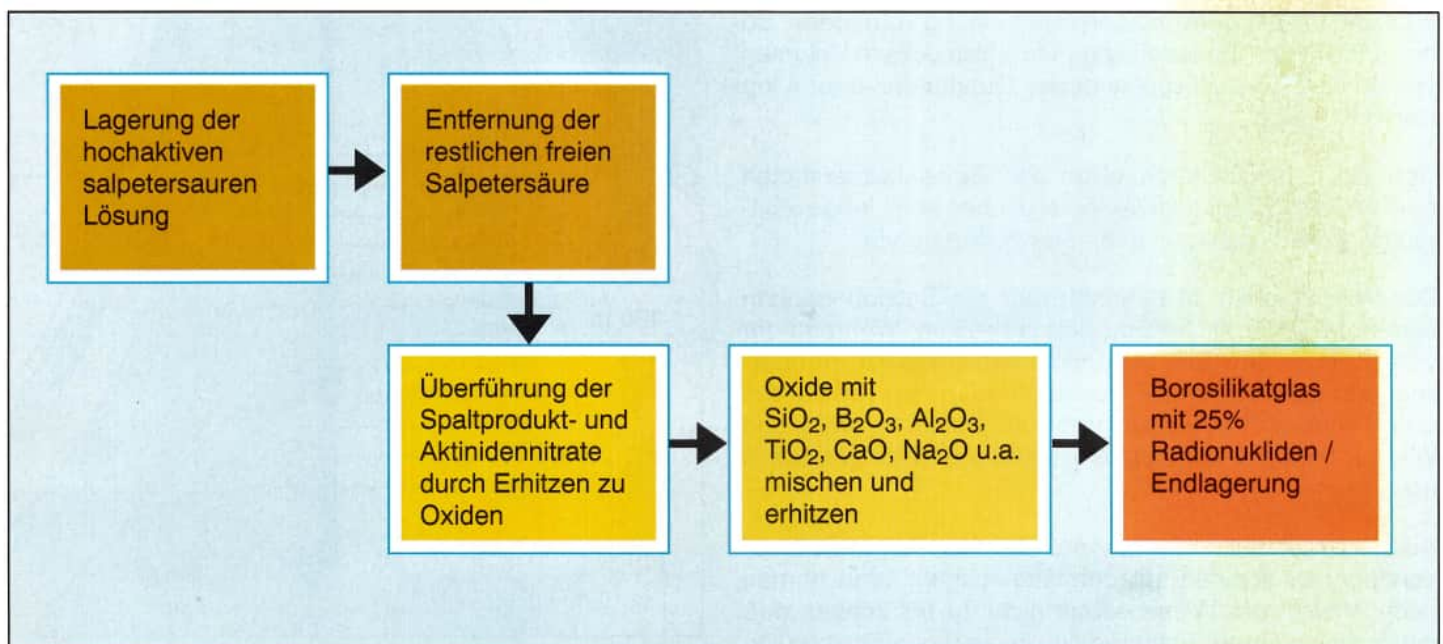 Lagerung der
hochaktiven
salpetersauren
Lösung
Entfernung der
restlichen freien
Salpetersäure
Überführung der
Spaltprodukt- und
Aktinidennitrate
durch Erhitzen zu
Oxiden
Oxide mit
SiO₂, B₂O₃, Al₂O₃,
TiO₂, CaO, Na₂O u.a.
mischen und
erhitzen
Borosilikatglas
mit 25%
Radionukliden /
Endlagerung